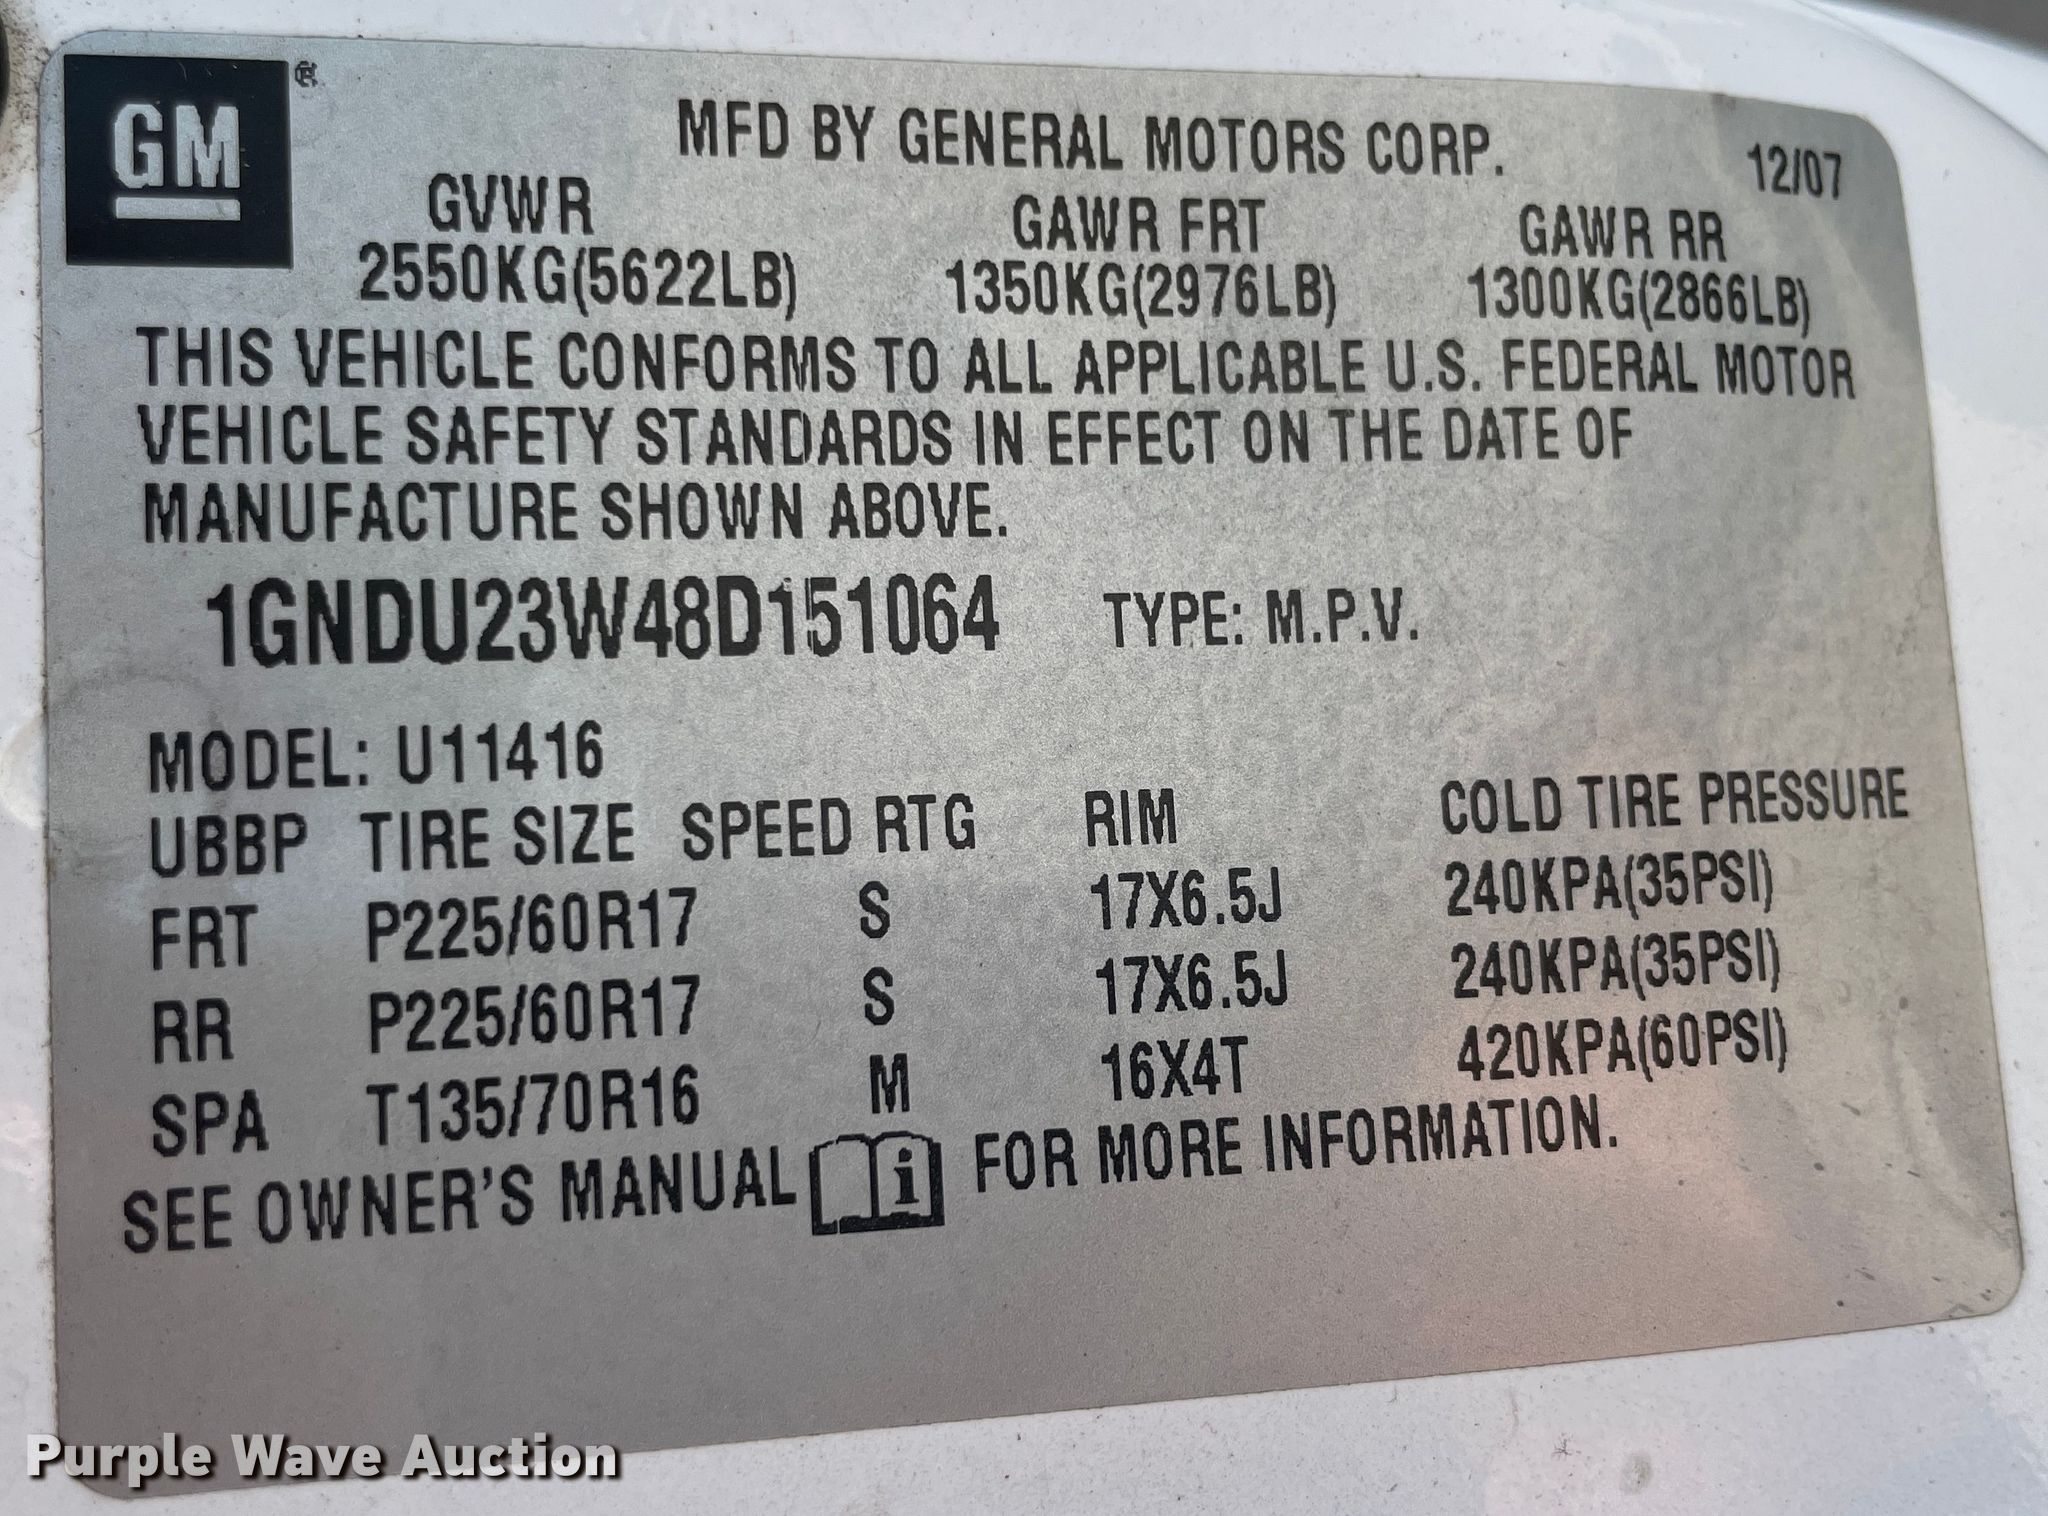 GM ®
MFD BY GENERAL MOTORS CORP. 12/07
GVWR GAWR FRT GAWR RR
2550KG(5622LB) 1350KG(2976LB) 1300KG(2866LB)
THIS VEHICLE CONFORMS TO ALL APPLICABLE U.S. FEDERAL MOTOR
VEHICLE SAFETY STANDARDS IN EFFECT ON THE DATE OF
MANUFACTURE SHOWN ABOVE.
1GNDU23W48D151064 TYPE: M.P.V.
MODEL: U11416
UBBP TIRE SIZE SPEED RTG RIM COLD TIRE PRESSURE
FRT P225/60R17 S 17X6.5J 240KPA(35PSI)
RR P225/60R17 S 17X6.5J 240KPA(35PSI)
SPA T135/70R16 M 16X4T 420KPA(60PSI)
SEE OWNER'S MANUAL i FOR MORE INFORMATION.
Purple Wave Auction